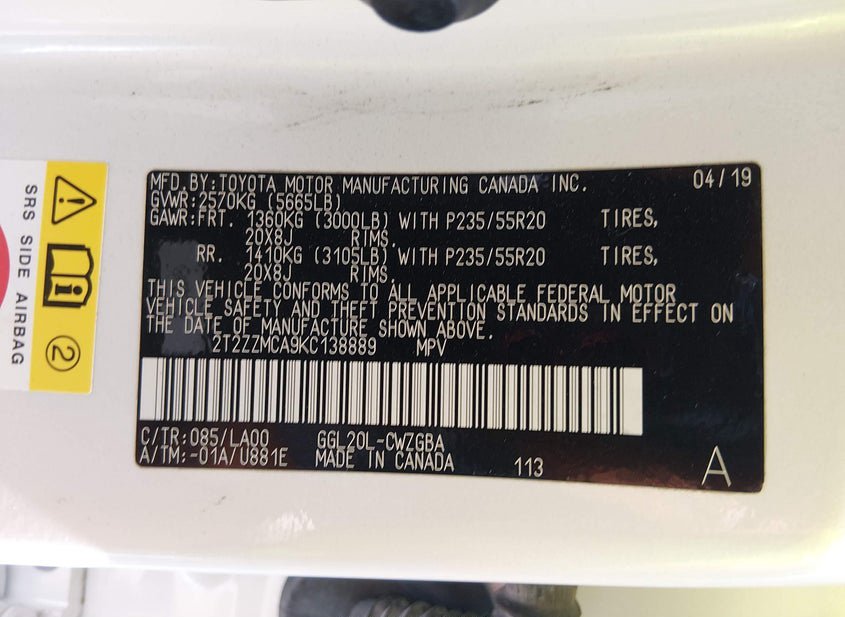 MFD.BY:TOYOTA MOTOR MANUFACTURING CANADA INC. 04/19
GVWR:2570KG (5665LB)
GAWR:FRT. 1360KG (3000LB) WITH P235/55R20 TIRES,
20X8J RIMS.
RR. 1410KG (3105LB) WITH P235/55R20 TIRES,
20X8J RIMS.
THIS VEHICLE CONFORMS TO ALL APPLICABLE FEDERAL MOTOR
VEHICLE SAFETY AND THEFT PREVENTION STANDARDS IN EFFECT ON
THE DATE OF MANUFACTURE SHOWN ABOVE.
2T2ZZMCA9KC138889 MPV
C/TR:085/LA00 GGL20L-CWZGBA
A/TM:-01A/U881E MADE IN CANADA 113 A
SRS SIDE AIRBAG
2